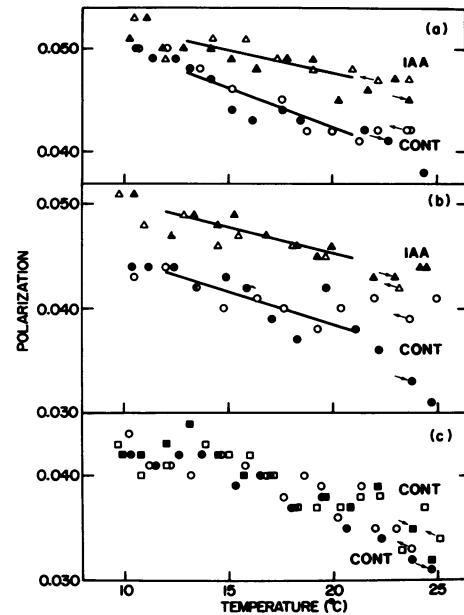 (a)
0.050
IAA
CONT
0.040
(b)
0.050
IAA
POLARIZATION
0.040
CONT
0.030
(c)
0.040
CONT
CONT
0.030
10 15 20 25
TEMPERATURE (°C)